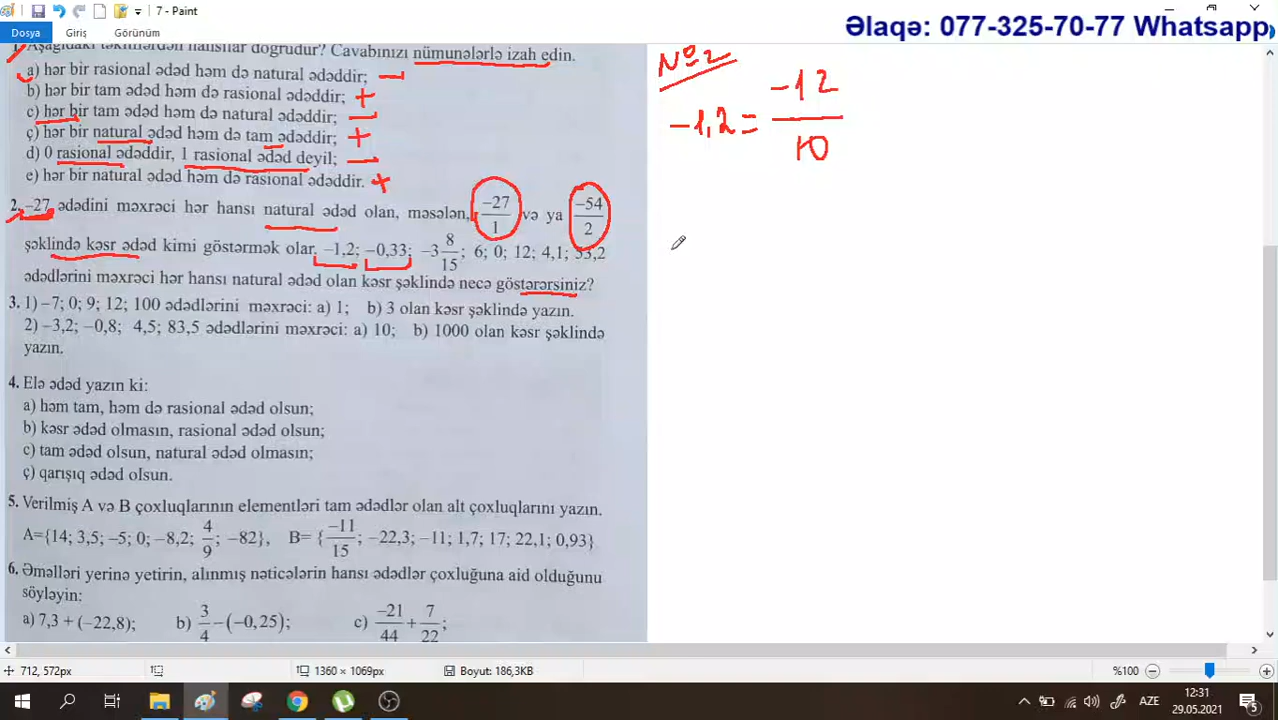 7 - Paint
Əlaqə: 077-325-70-77 Whatsapp
Dosya Giriş Görünüm
1. Aşağıdakı təkliflərdən hansılar doğrudur? Cavabınızı nümunələrlə izah edin.
a) hər bir rasional ədəd həm də natural ədəddir; —
b) hər bir tam ədəd həm də rasional ədəddir; +
c) hər bir tam ədəd həm də natural ədəddir; —
ç) hər bir natural ədəd həm də tam ədəddir; +
d) 0 rasional ədəddir, 1 rasional ədəd deyil; —
e) hər bir natural ədəd həm də rasional ədəddir. +
2. –27 ədədini məxrəci hər hansı natural ədəd olan, məsələn, –27/1 və ya –54/2
şəklində kəsr ədəd kimi göstərmək olar. –1,2; –0,33; –3 8/15; 6; 0; 12; 4,1; 53,2
ədədlərini məxrəci hər hansı natural ədəd olan kəsr şəklində necə göstərərsiniz?
3. 1) –7; 0; 9; 12; 100 ədədlərini məxrəci: a) 1; b) 3 olan kəsr şəklində yazın.
2) –3,2; –0,8; 4,5; 83,5 ədədlərini məxrəci: a) 10; b) 1000 olan kəsr şəklində
yazın.
4. Elə ədəd yazın ki:
a) həm tam, həm də rasional ədəd olsun;
b) kəsr ədəd olmasın, rasional ədəd olsun;
c) tam ədəd olsun, natural ədəd olmasın;
ç) qarışıq ədəd olsun.
5. Verilmiş A və B çoxluqlarının elementləri tam ədədlər olan alt çoxluqlarını yazın.
A={14; 3,5; –5; 0; –8,2; 4/9; –82}, B= {–11/15; –22,3; –11; 1,7; 17; 22,1; 0,93}
6. Əməlləri yerinə yetirin, alınmış nəticələrin hansı ədədlər çoxluğuna aid olduğunu
söyləyin:
a) 7,3 + (–22,8); b) 3/4 – (–0,25); c) –21/44 + 7/22;
№2
–1,2 = –12/10
712, 572px 1360 × 1069px Boyut: 186,3KB %100
AZE
12:31
29.05.2021
5